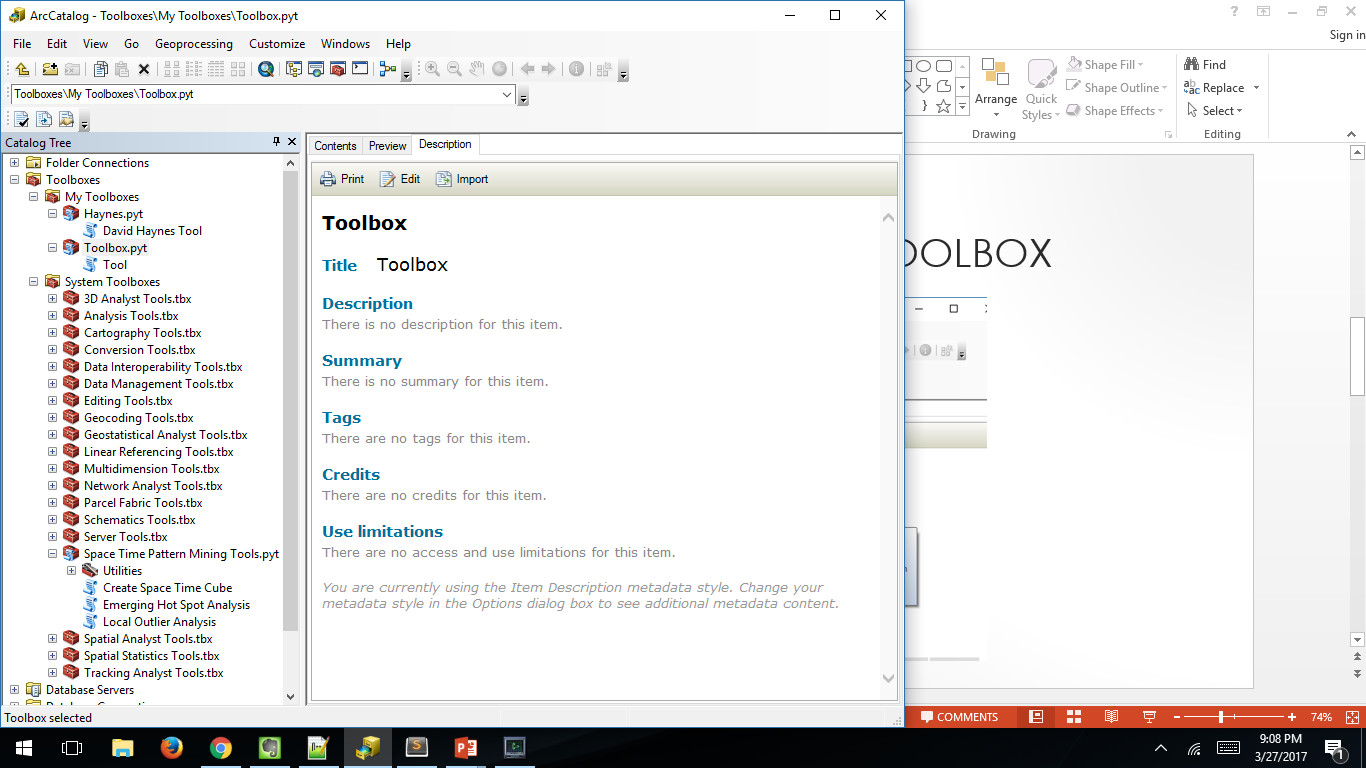 ArcCatalog - Toolboxes\My Toolboxes\Toolbox.pyt
File Edit View Go Geoprocessing Customize Windows Help
Toolboxes\My Toolboxes\Toolbox.pyt
Catalog Tree
Folder Connections
Toolboxes
My Toolboxes
Haynes.pyt
David Haynes Tool
Toolbox.pyt
Tool
System Toolboxes
3D Analyst Tools.tbx
Analysis Tools.tbx
Cartography Tools.tbx
Conversion Tools.tbx
Data Interoperability Tools.tbx
Data Management Tools.tbx
Editing Tools.tbx
Geocoding Tools.tbx
Geostatistical Analyst Tools.tbx
Linear Referencing Tools.tbx
Multidimension Tools.tbx
Network Analyst Tools.tbx
Parcel Fabric Tools.tbx
Schematics Tools.tbx
Server Tools.tbx
Space Time Pattern Mining Tools.pyt
Utilities
Create Space Time Cube
Emerging Hot Spot Analysis
Local Outlier Analysis
Spatial Analyst Tools.tbx
Spatial Statistics Tools.tbx
Tracking Analyst Tools.tbx
Database Servers
Contents Preview Description
Print Edit Import
Toolbox
Title Toolbox
Description
There is no description for this item.
Summary
There is no summary for this item.
Tags
There are no tags for this item.
Credits
There are no credits for this item.
Use limitations
There are no access and use limitations for this item.
You are currently using the Item Description metadata style. Change your
metadata style in the Options dialog box to see additional metadata content.
Toolbox selected
Sign in
Arrange
Quick
Styles
Shape Fill
Shape Outline
Shape Effects
Drawing
Find
Replace
Select
Editing
OOLBOX
COMMENTS
74%
9:08 PM
3/27/2017
1